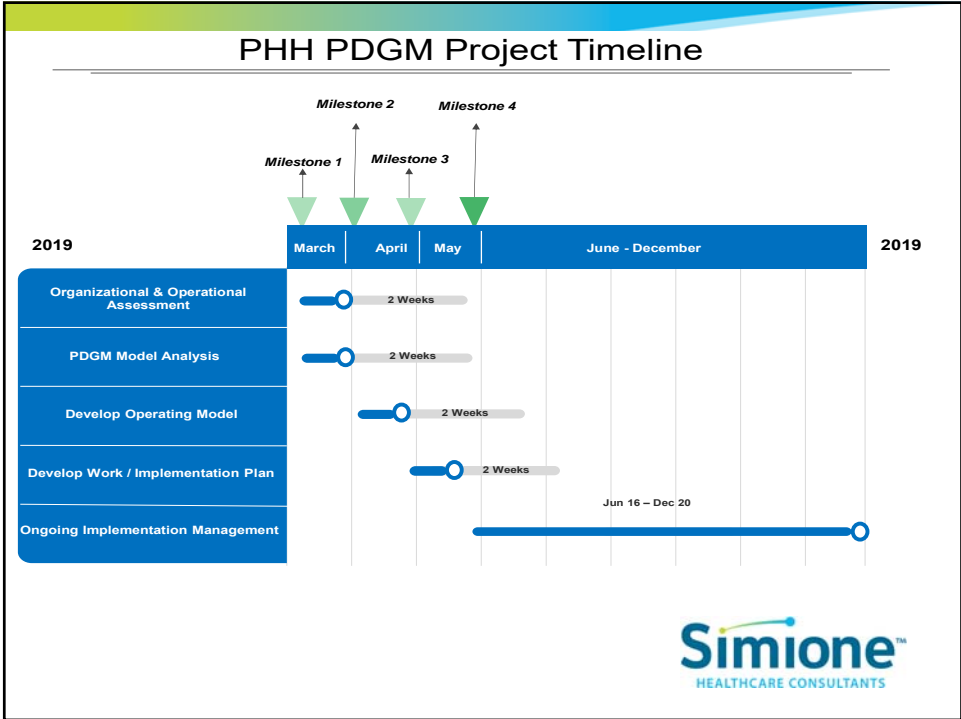 PHH PDGM Project Timeline
Milestone 2
Milestone 4
Milestone 1
Milestone 3
2019
March
April
May
June - December
2019
Organizational & Operational
Assessment
2 Weeks
PDGM Model Analysis
2 Weeks
Develop Operating Model
2 Weeks
Develop Work / Implementation Plan
2 Weeks
Jun 16 – Dec 20
Ongoing Implementation Management
Simione™
HEALTHCARE CONSULTANTS